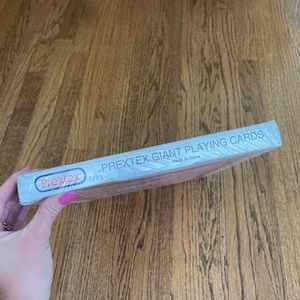 Prextex
PREXTEX GIANT PLAYING CARDS
Made in China